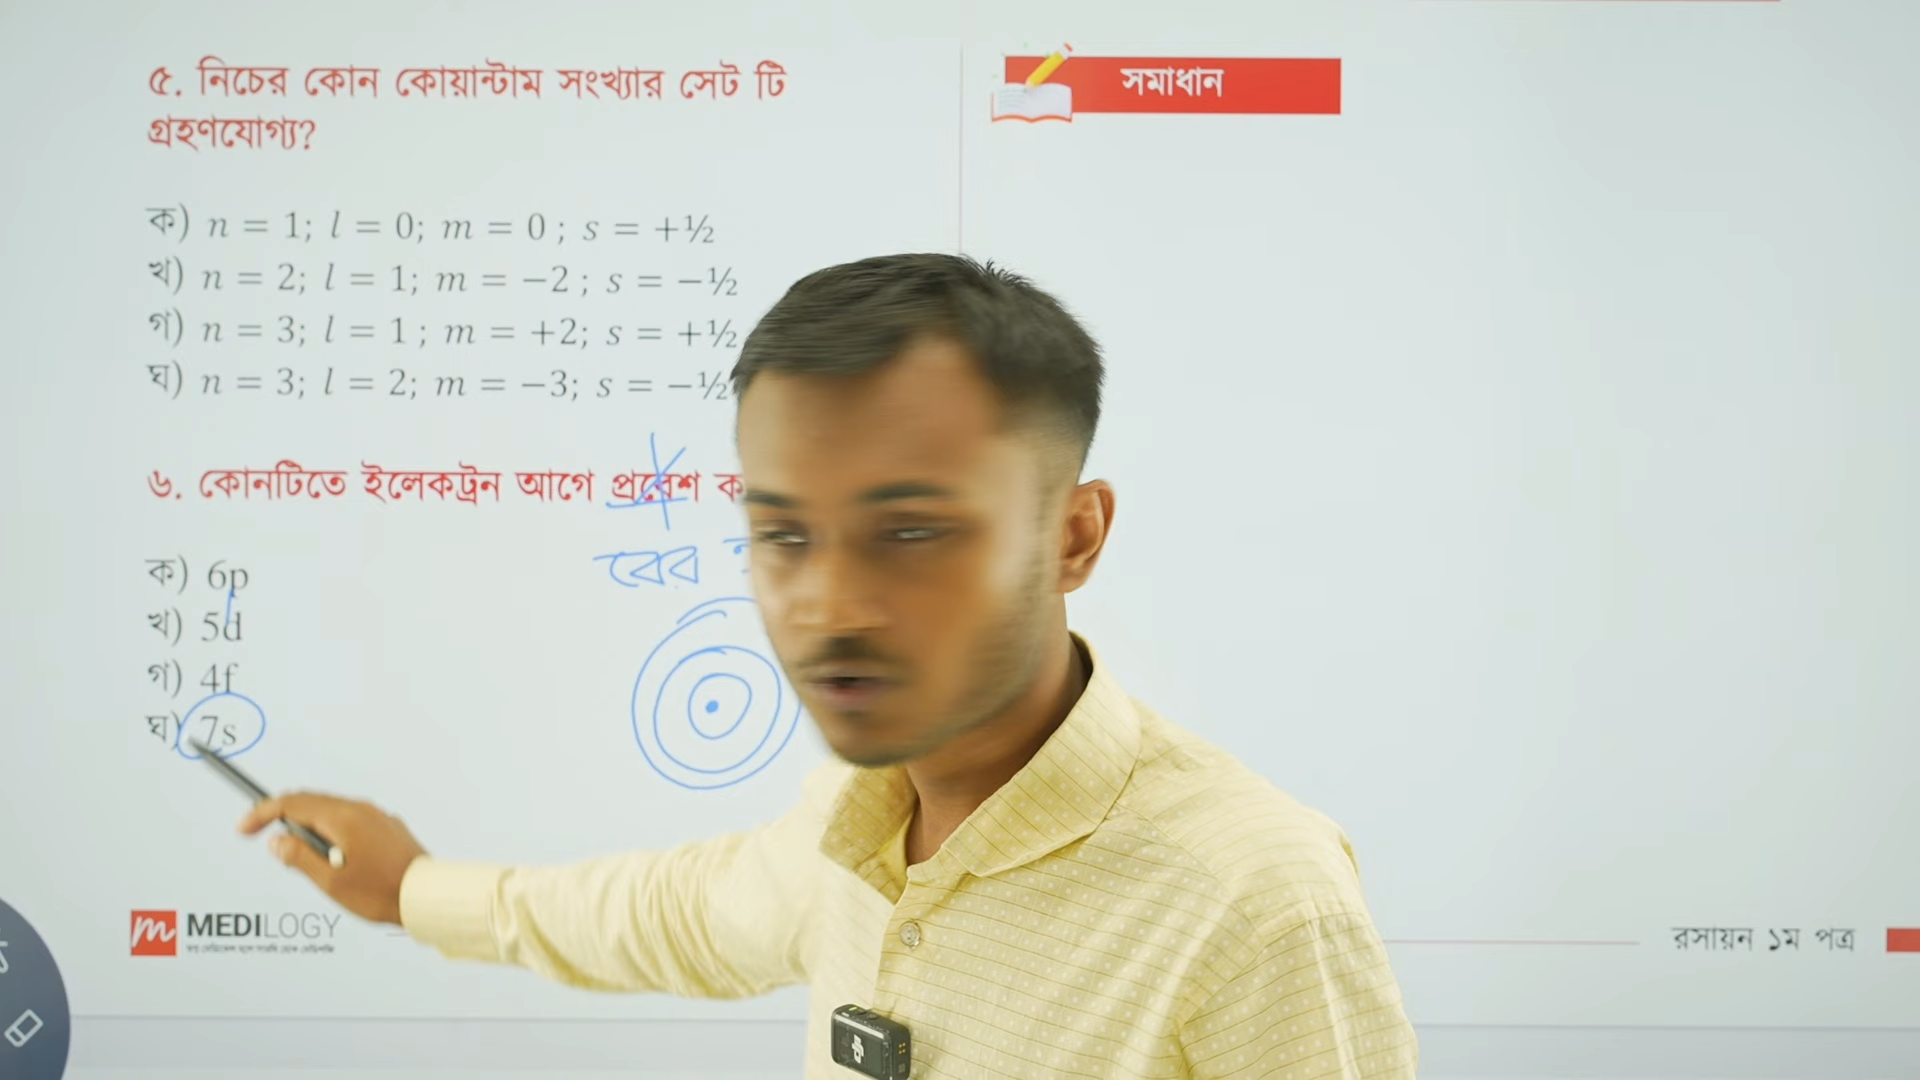 ৫. নিচের কোন কোয়ান্টাম সংখ্যার সেট টি
গ্রহণযোগ্য?
ক) n = 1; l = 0; m = 0 ; s = +½
খ) n = 2; l = 1; m = −2 ; s = −½
গ) n = 3; l = 1 ; m = +2; s = +½
ঘ) n = 3; l = 2; m = −3; s = −½
৬. কোনটিতে ইলেকট্রন আগে প্রবেশ ক
বের
ক) 6p
খ) 5d
গ) 4f
ঘ) 7s
MEDILOGY
সমাধান
রসায়ন ১ম পত্র